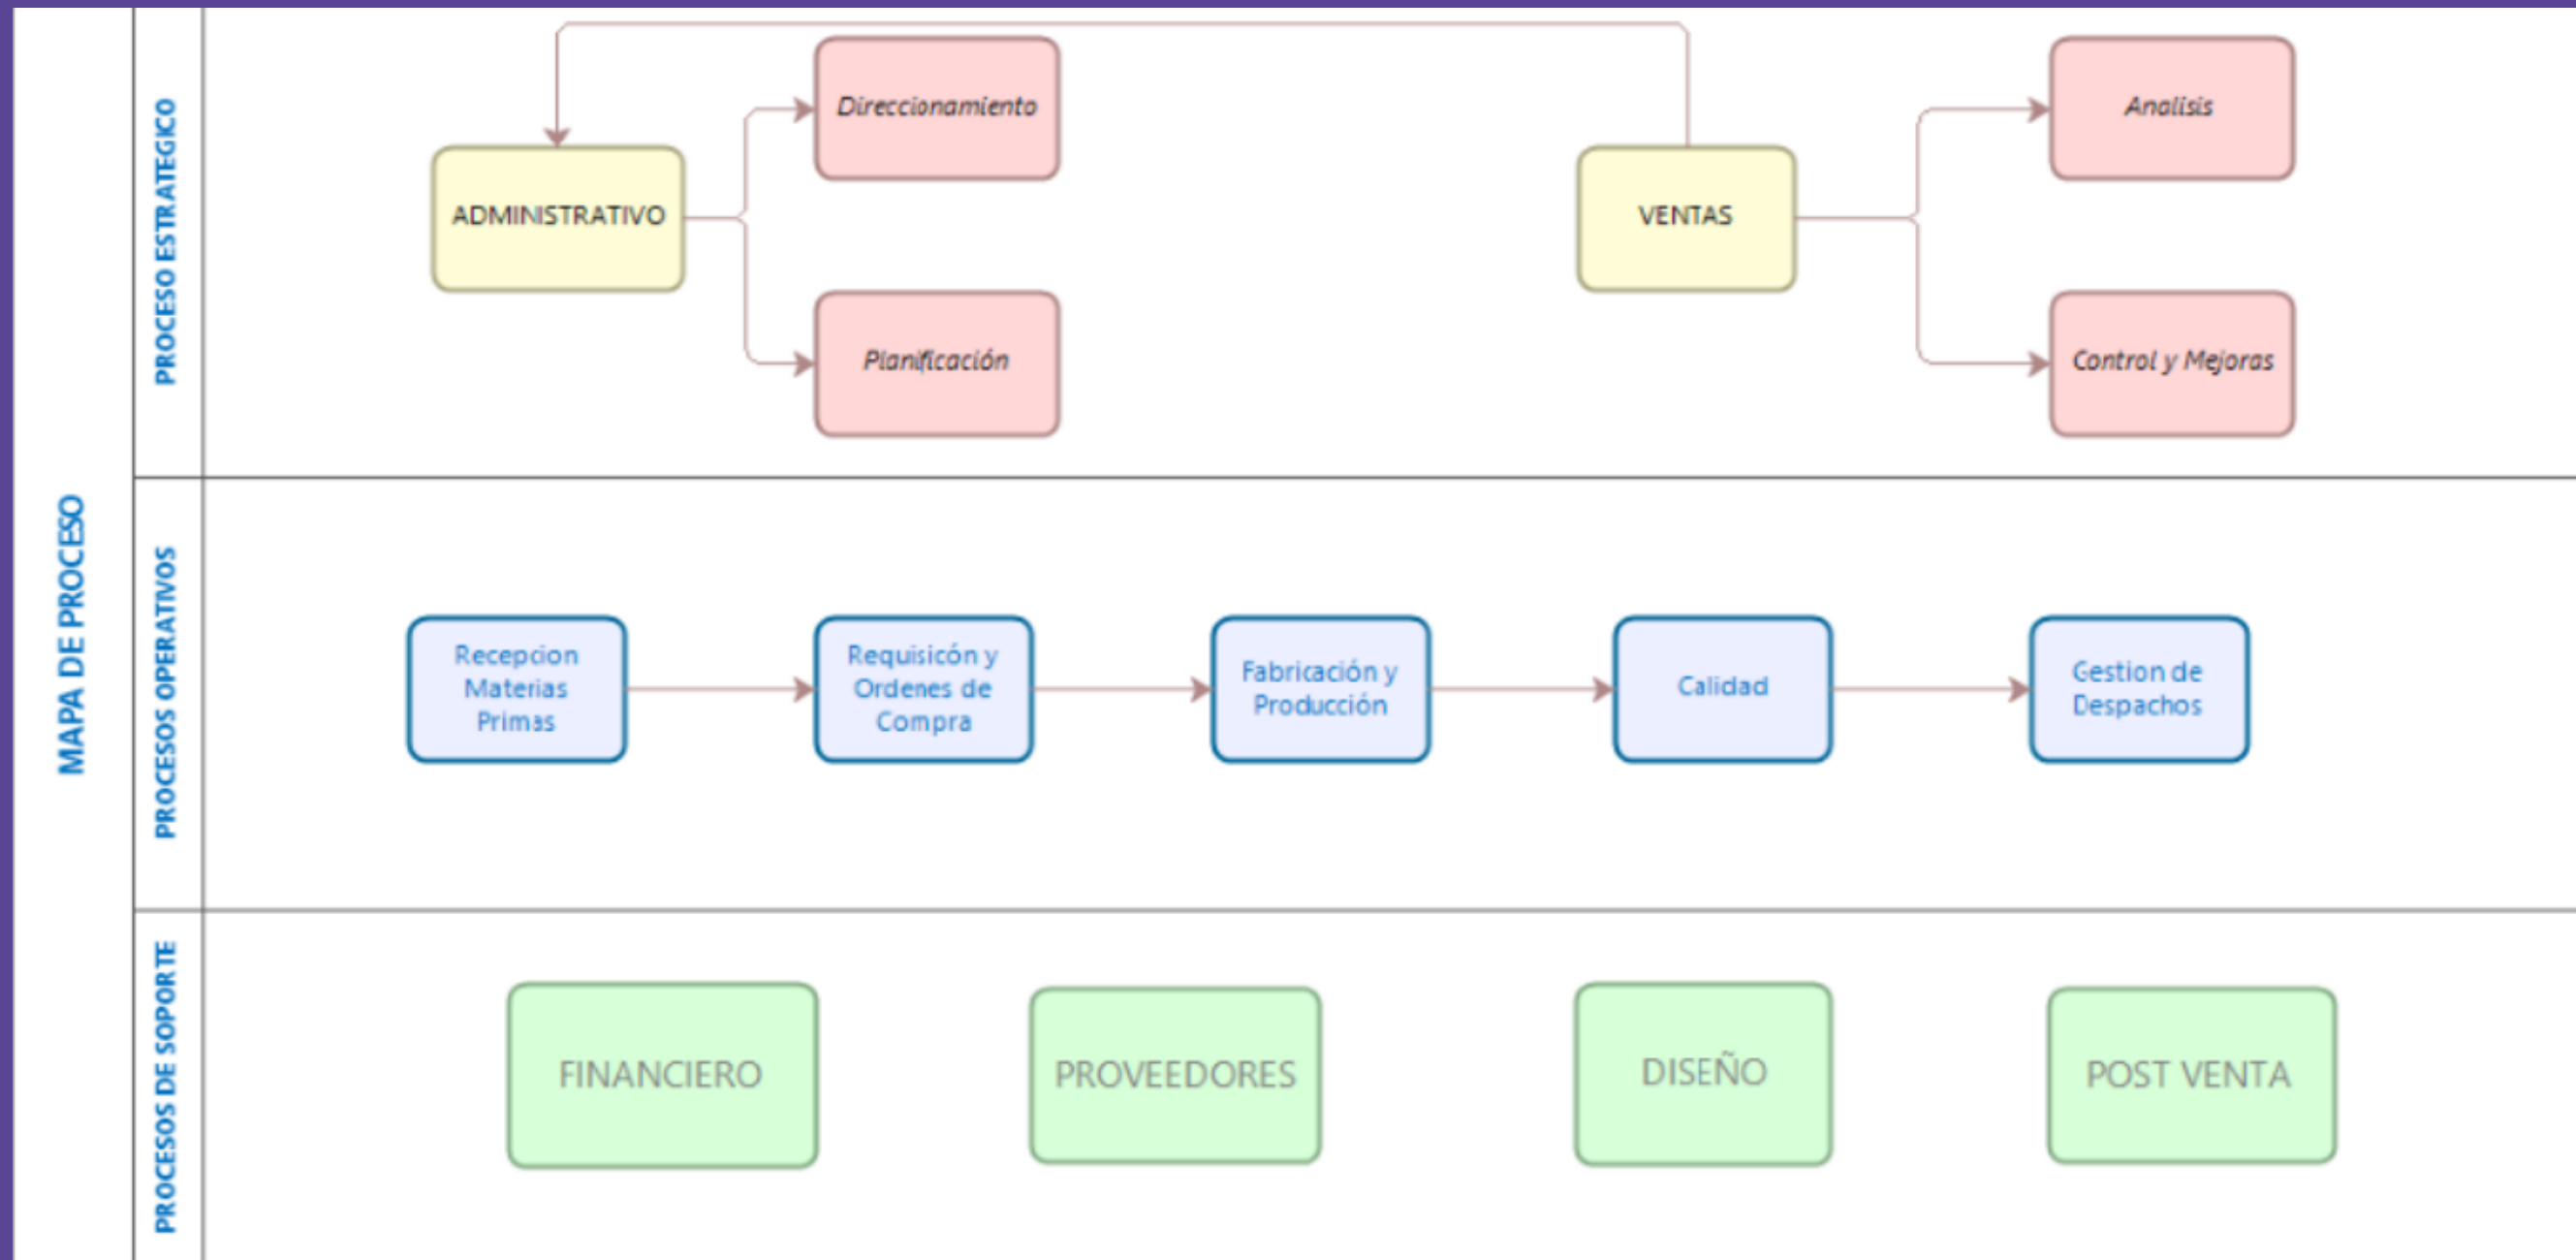 MAPA DE PROCESO
PROCESO ESTRATEGICO
ADMINISTRATIVO
Direccionamiento
Planificación
VENTAS
Analisis
Control y Mejoras
PROCESOS OPERATIVOS
Recepcion
Materias
Primas
Requisicón y
Ordenes de
Compra
Fabricación y
Producción
Calidad
Gestion de
Despachos
PROCESOS DE SOPORTE
FINANCIERO
PROVEEDORES
DISEÑO
POST VENTA